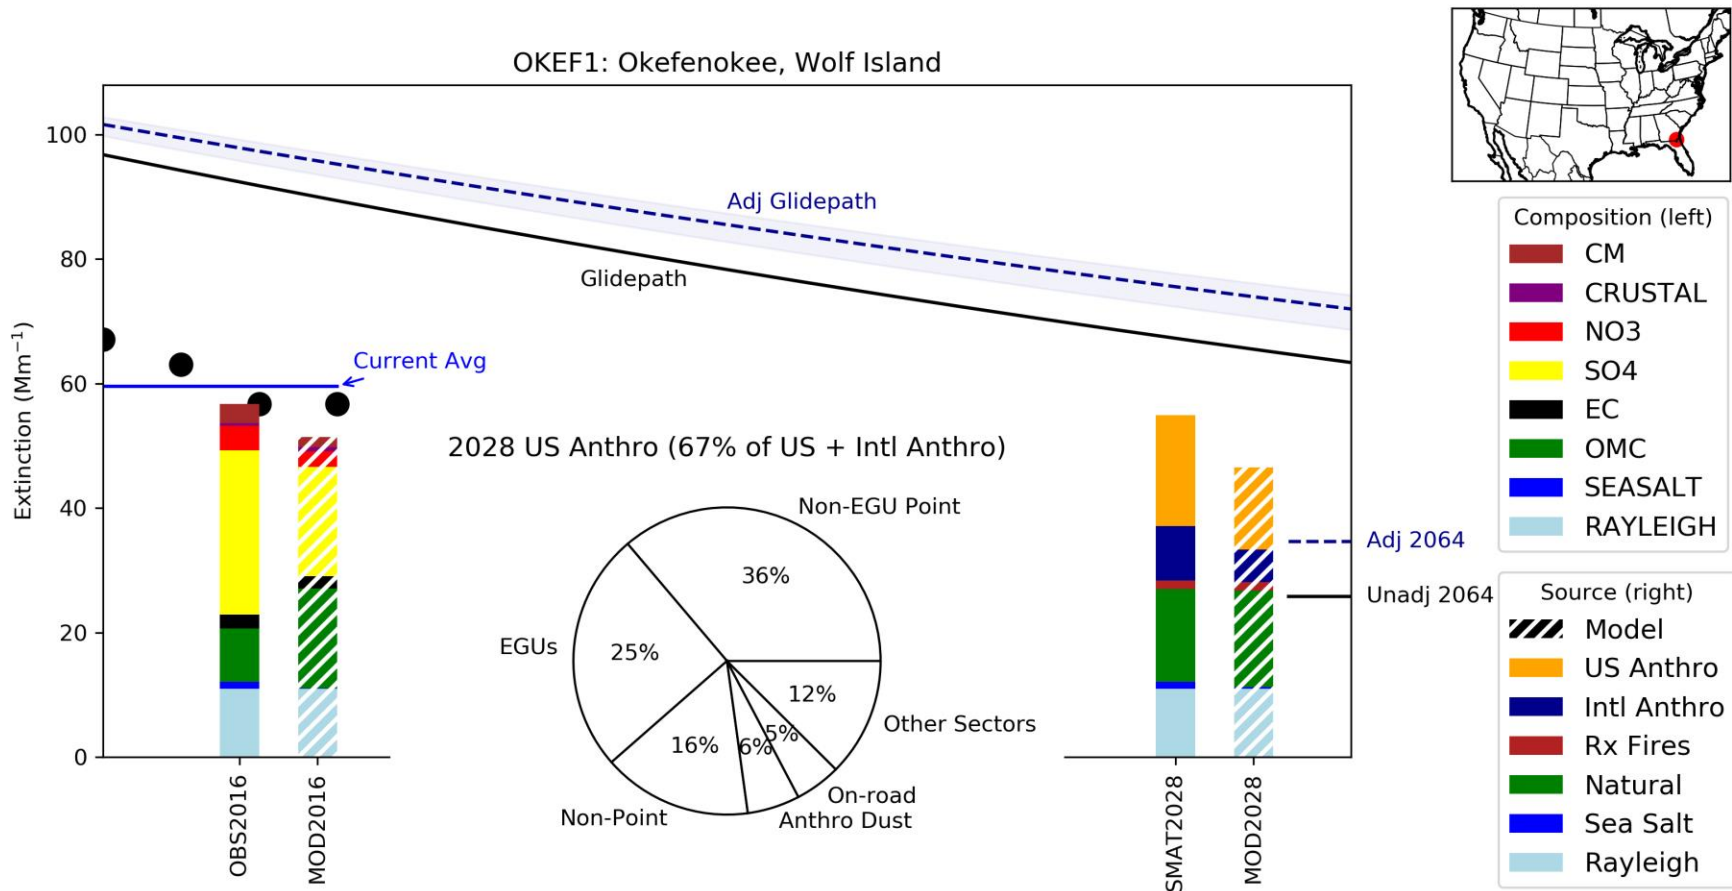 OKEF1: Okefenokee, Wolf Island
Extinction (Mm⁻¹)
100
80
60
40
20
0
Adj Glidepath
Glidepath
Current Avg
2028 US Anthro (67% of US + Intl Anthro)
Non-EGU Point
36%
EGUs
25%
12%
Other Sectors
16%
6%
5%
Non-Point
On-road
Anthro Dust
Adj 2064
Unadj 2064
OBS2016
MOD2016
SMAT2028
MOD2028
Composition (left)
CM
CRUSTAL
NO3
SO4
EC
OMC
SEASALT
RAYLEIGH
Source (right)
Model
US Anthro
Intl Anthro
Rx Fires
Natural
Sea Salt
Rayleigh